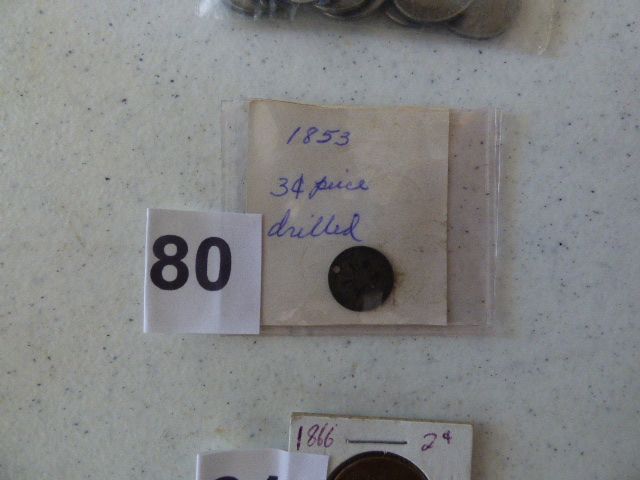 1853
3¢ piece
drilled
80
1866 — 2¢